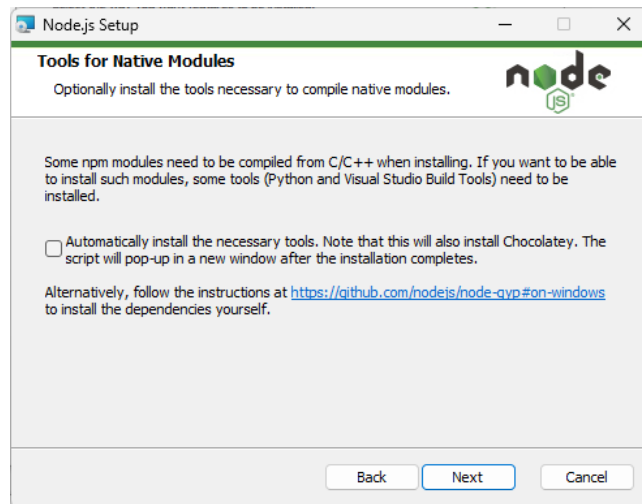 Node.js Setup
Tools for Native Modules
Optionally install the tools necessary to compile native modules.
node
JS
Some npm modules need to be compiled from C/C++ when installing. If you want to be able
to install such modules, some tools (Python and Visual Studio Build Tools) need to be
installed.
Automatically install the necessary tools. Note that this will also install Chocolatey. The
script will pop-up in a new window after the installation completes.
Alternatively, follow the instructions at https://github.com/nodejs/node-gyp#on-windows
to install the dependencies yourself.
Back Next Cancel